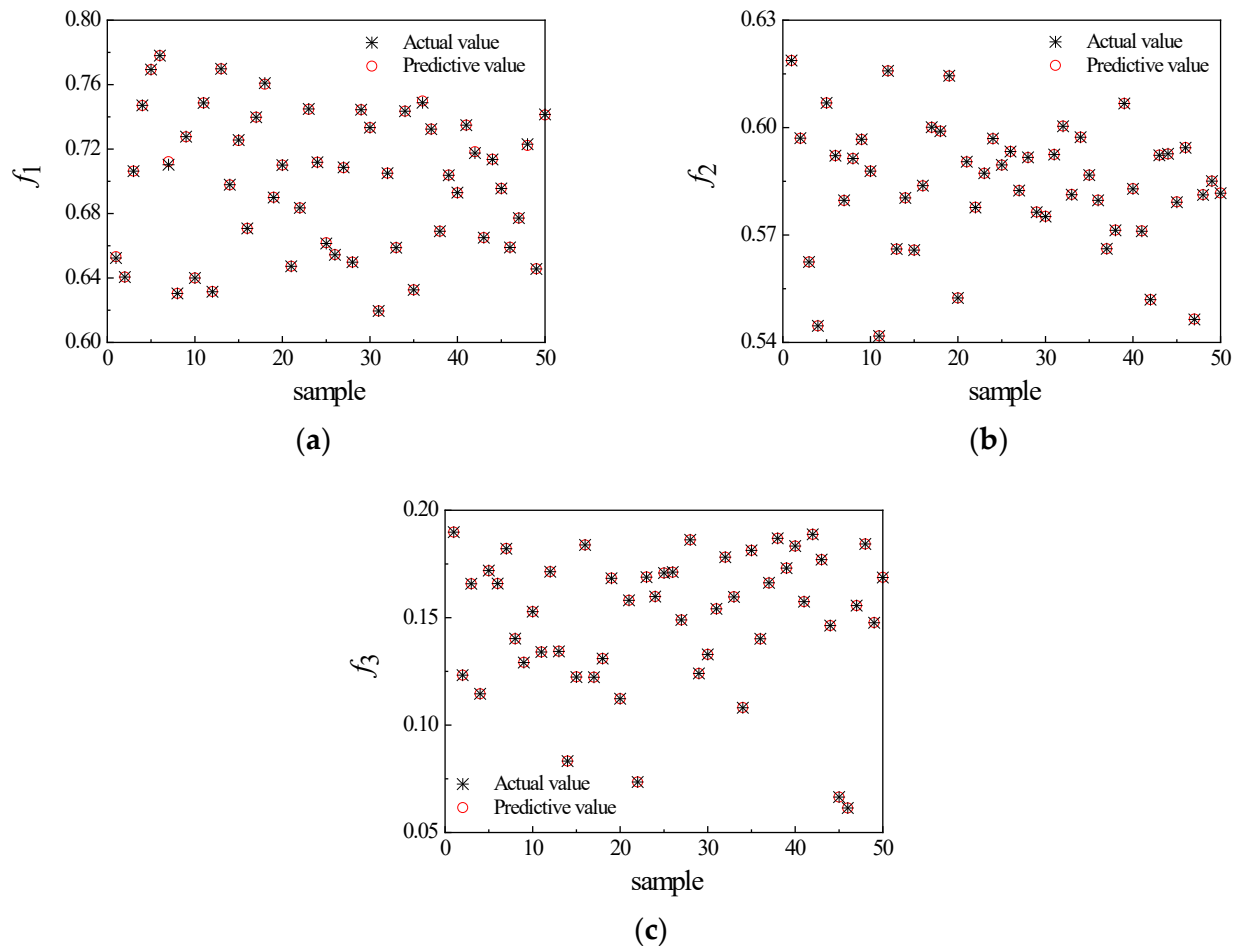 0.80
0.76
0.72
0.68
0.64
0.60
f1
0 10 20 30 40 50
sample
Actual value
Predictive value
(a)
0.63
0.60
0.57
0.54
f2
0 10 20 30 40 50
sample
Actual value
Predictive value
(b)
0.20
0.15
0.10
0.05
f3
0 10 20 30 40 50
sample
Actual value
Predictive value
(c)